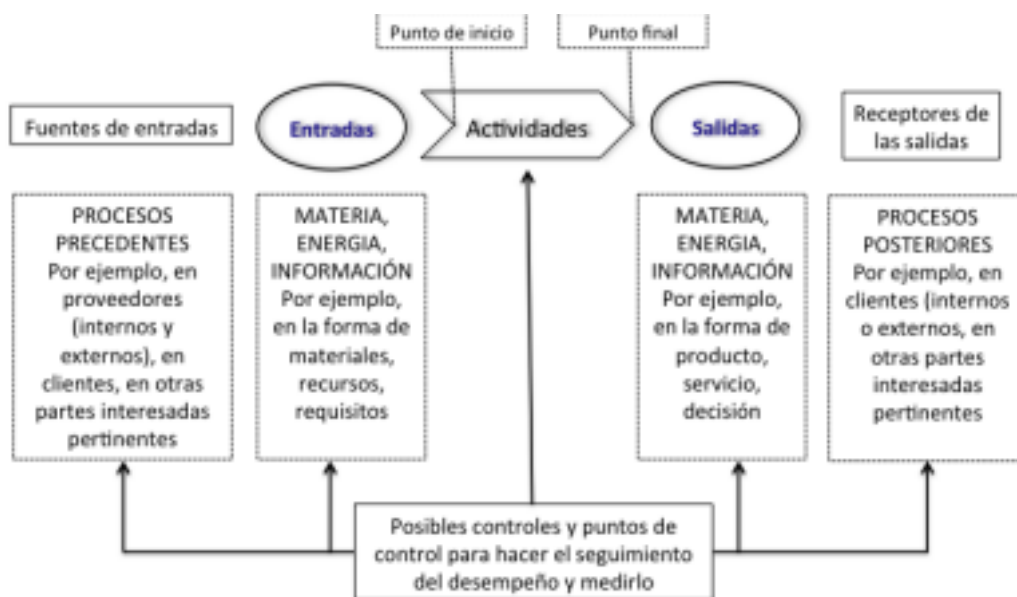 Punto de inicio
Punto final
Fuentes de entradas
Entradas
Actividades
Salidas
Receptores de
las salidas
PROCESOS
PRECEDENTES
Por ejemplo, en
proveedores
(internos y
externos), en
clientes, en otras
partes interesadas
pertinentes
MATERIA,
ENERGIA,
INFORMACIÓN
Por ejemplo,
en la forma de
materiales,
recursos,
requisitos
MATERIA,
ENERGIA,
INFORMACIÓN
Por ejemplo,
en la forma de
producto,
servicio,
decisión
PROCESOS
POSTERIORES
Por ejemplo, en
clientes (internos
o externos, en
otras partes
interesadas
pertinentes
Posibles controles y puntos de
control para hacer el seguimiento
del desempeño y medirlo